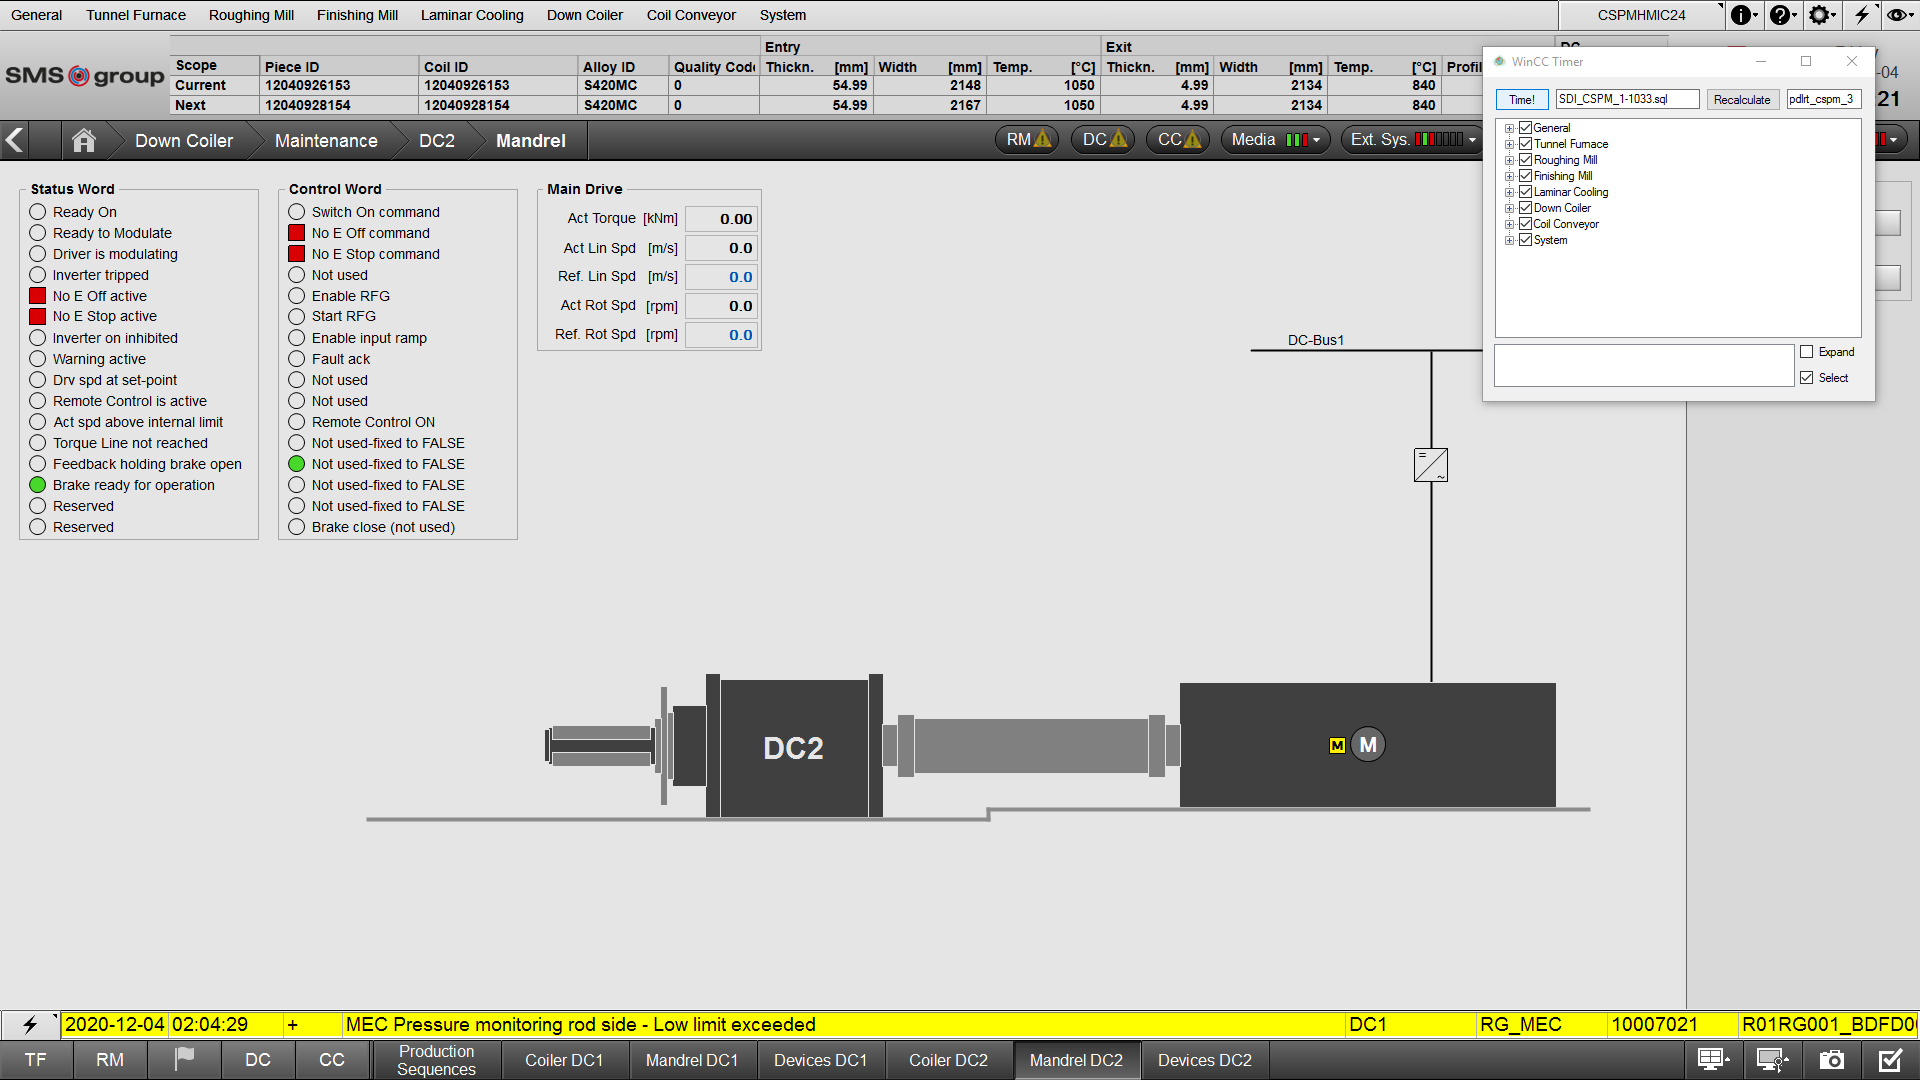 General Tunnel Furnace Roughing Mill Finishing Mill Laminar Cooling Down Coiler Coil Conveyor System CSPMHMIC24
SMS group
Entry Exit
Scope Piece ID Coil ID Alloy ID Quality Code Thickn. [mm] Width [mm] Temp. [°C] Thickn. [mm] Width [mm] Temp. [°C] Profil
Current 12040926153 12040926153 S420MC 0 54.99 2148 1050 4.99 2134 840
Next 12040928154 12040928154 S420MC 0 54.99 2167 1050 4.99 2134 840
-04
21
Down Coiler Maintenance DC2 Mandrel RM DC CC Media Ext. Sys.
WinCC Timer
Time! SDI_CSPM_1-1033.sql Recalculate pdlrt_cspm_3
General
Tunnel Furnace
Roughing Mill
Finishing Mill
Laminar Cooling
Down Coiler
Coil Conveyor
System
Expand
Select
Status Word
Ready On
Ready to Modulate
Driver is modulating
Inverter tripped
No E Off active
No E Stop active
Inverter on inhibited
Warning active
Drv spd at set-point
Remote Control is active
Act spd above internal limit
Torque Line not reached
Feedback holding brake open
Brake ready for operation
Reserved
Reserved
Control Word
Switch On command
No E Off command
No E Stop command
Not used
Enable RFG
Start RFG
Enable input ramp
Fault ack
Not used
Not used
Remote Control ON
Not used-fixed to FALSE
Not used-fixed to FALSE
Not used-fixed to FALSE
Not used-fixed to FALSE
Brake close (not used)
Main Drive
Act Torque [kNm] 0.00
Act Lin Spd [m/s] 0.0
Ref. Lin Spd [m/s] 0.0
Act Rot Spd [rpm] 0.0
Ref. Rot Spd [rpm] 0.0
DC-Bus1
= ~
DC2
M M
2020-12-04 02:04:29 + MEC Pressure monitoring rod side - Low limit exceeded DC1 RG_MEC 10007021
TF RM DC CC Production Sequences Coiler DC1 Mandrel DC1 Devices DC1 Coiler DC2 Mandrel DC2 Devices DC2